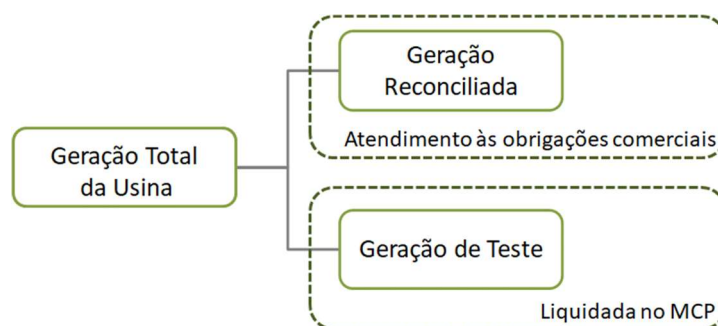 Geração
Reconciliada
Atendimento às obrigações comerciais
Geração Total
da Usina
Geração de Teste
Liquidada no MCP